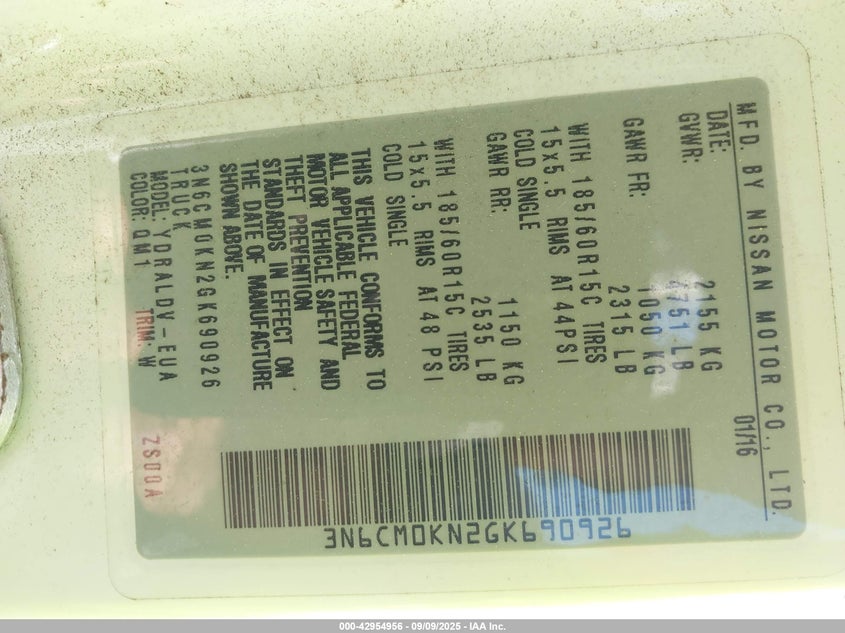 MFD. BY NISSAN MOTOR CO., LTD.
DATE: 01/16
GVWR: 2155 KG
4751 LB
GAWR FR: 1050 KG
2315 LB
WITH 185/60R15C TIRES
15x5.5 RIMS AT 44PSI
COLD SINGLE
GAWR RR: 1150 KG
2535 LB
WITH 185/60R15C TIRES
15x5.5 RIMS AT 48 PSI
COLD SINGLE
THIS VEHICLE CONFORMS TO
ALL APPLICABLE FEDERAL
MOTOR VEHICLE SAFETY AND
THEFT PREVENTION
STANDARDS IN EFFECT ON
THE DATE OF MANUFACTURE
SHOWN ABOVE.
3N6CM0KN2GK690926
TRUCK
MODEL: YDRALDV-EUA
COLOR: QM1 TRIM: W
ZS00A
3N6CM0KN2GK690926
000-42954956 - 09/09/2025 - IAA Inc.